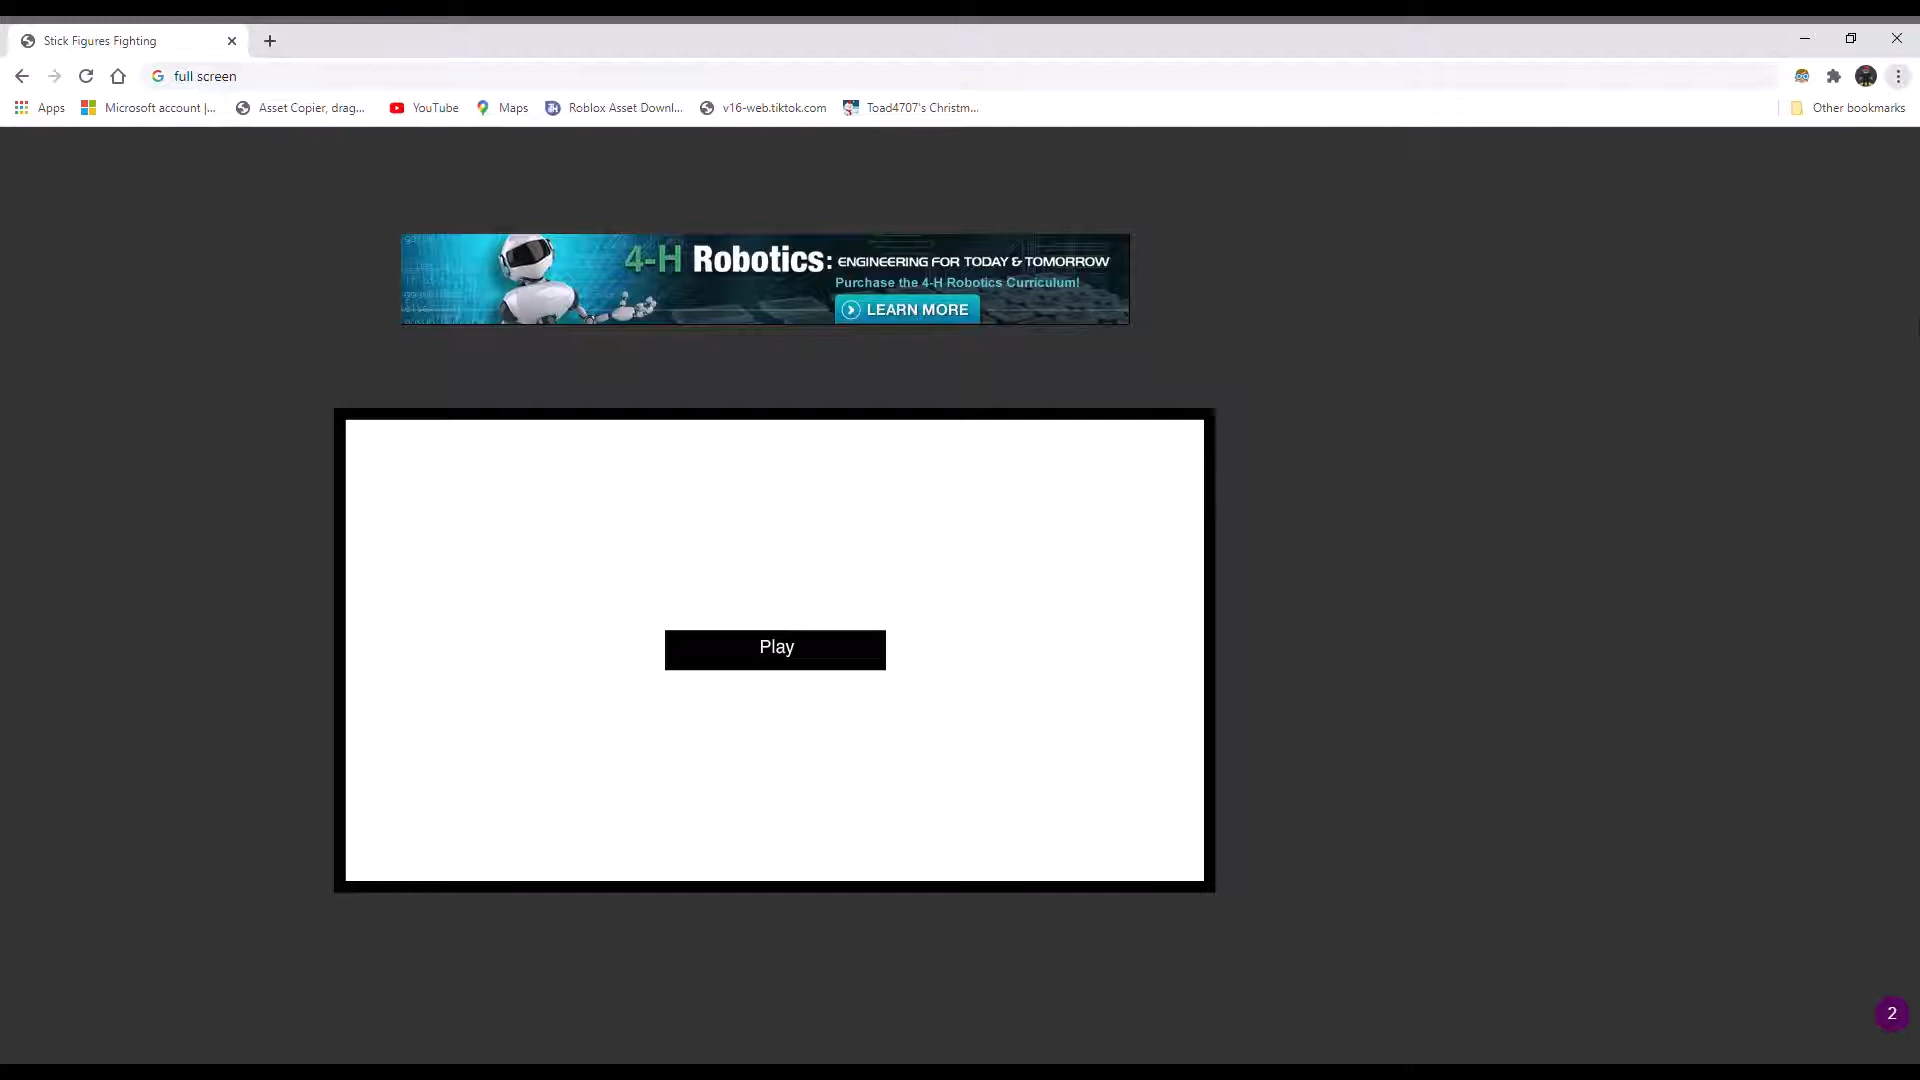 Stick Figures Fighting
full screen
Apps Microsoft account |... Asset Copier, drag... YouTube Maps Roblox Asset Downl... v16-web.tiktok.com Toad4707's Christm... Other bookmarks
4-H Robotics: ENGINEERING FOR TODAY & TOMORROW
Purchase the 4-H Robotics Curriculum!
LEARN MORE
Play
2